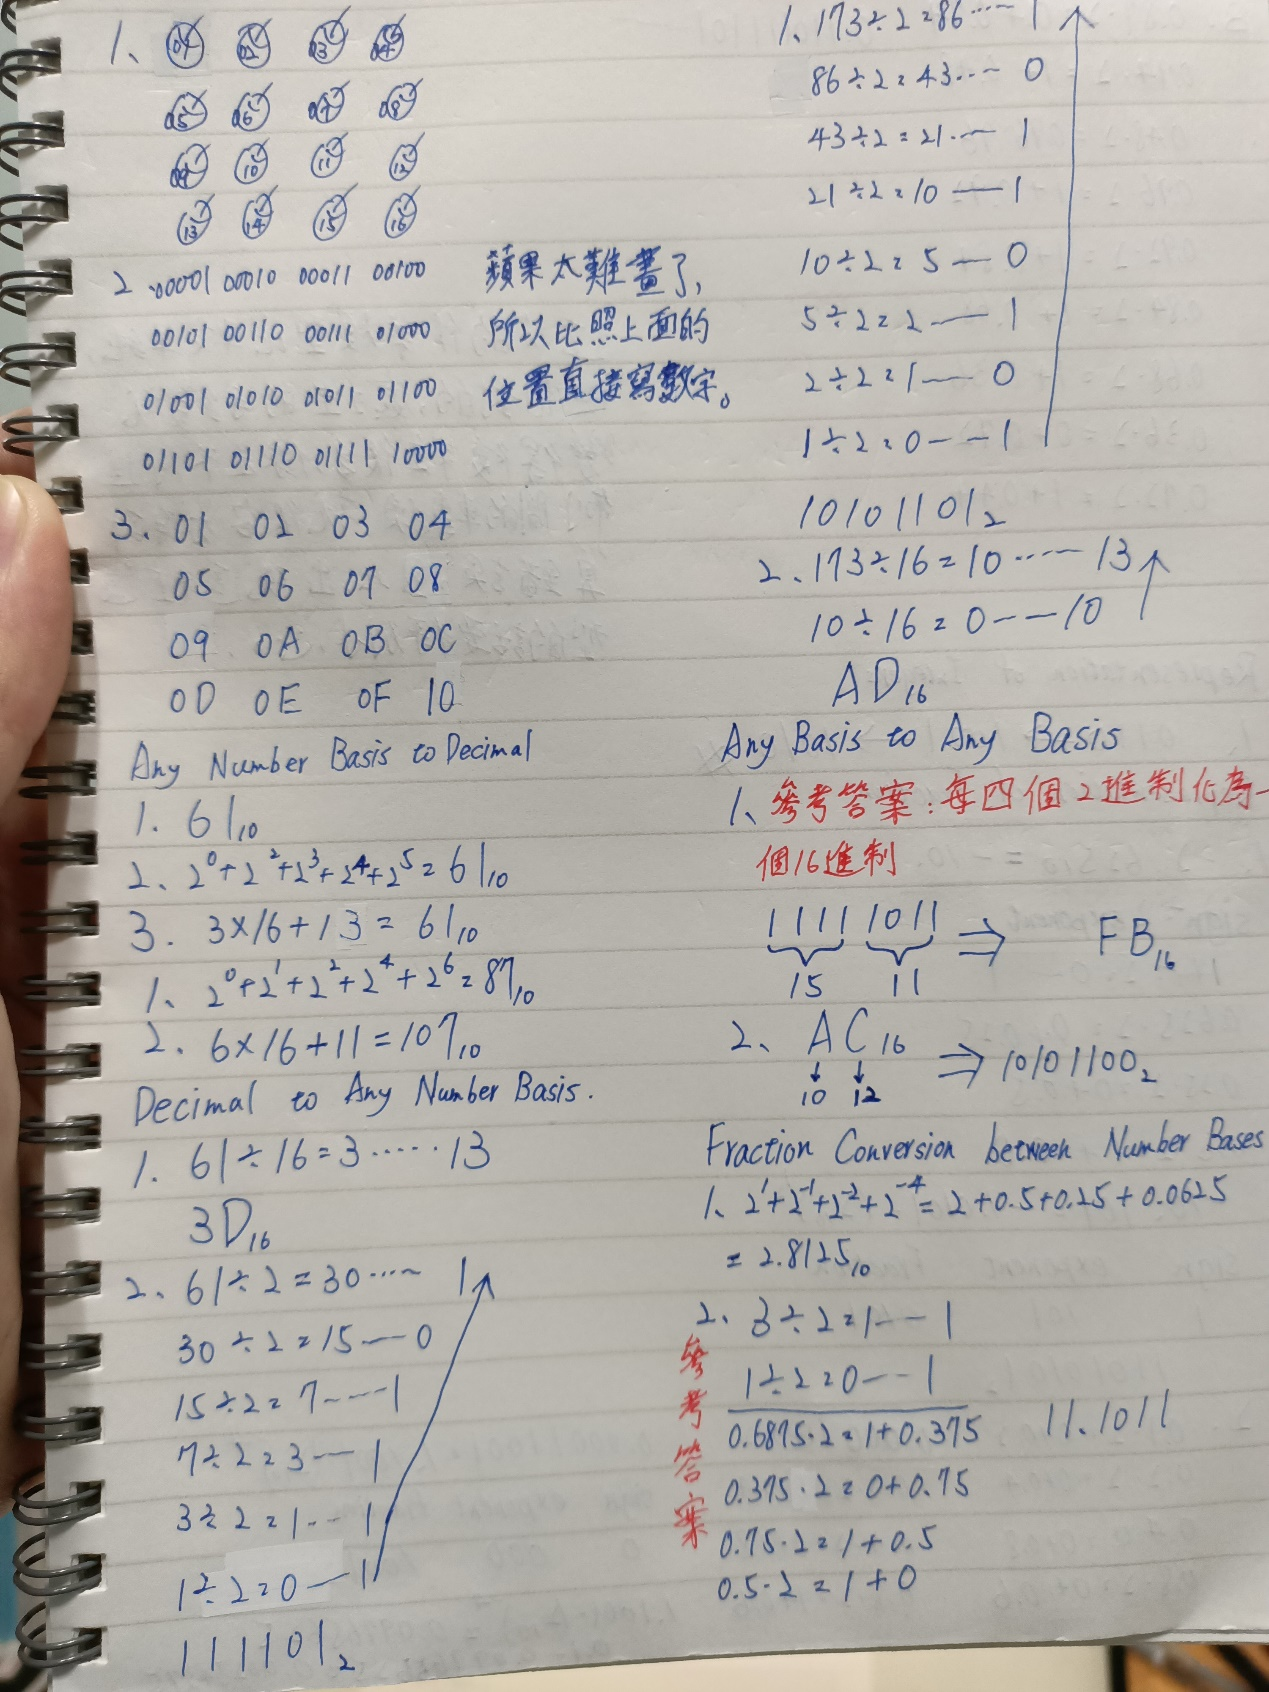 1、 01 02 03 04
05 06 07 08
09 10 11 12
13 14 15 16
2. 00001 00010 00011 00100
00101 00110 00111 01000
01001 01010 01011 01100
01101 01110 01111 10000
蘋果太難畫了,
所以比照上面的
位置直接寫數字。
3. 01 02 03 04
05 06 07 08
09 0A 0B 0C
0D 0E 0F 10
Any Number Basis to Decimal
1. 61₁₀
2、 2⁰+2²+2³+2⁴+2⁵=61₁₀
3. 3×16+13=61₁₀
1、 2⁰+2¹+2²+2⁴+2⁶=87₁₀
2. 6×16+11=107₁₀
Decimal to Any Number Basis.
1. 61÷16=3……13
3D₁₆
2. 61÷2=30…… 1
30÷2=15—0
15÷2=7---1
7÷2=3--- 1
3÷2=1--- 1
1÷2=0—1
111101₂
1、173÷2=86…… 1
86÷2=43…… 0
43÷2=21…… 1
21÷2=10——1
10÷2=5—0
5÷2=2—— 1
2÷2=1—— 0
1÷2=0---1
10101101₂
2、173÷16=10…… 13
10÷16=0---10
AD₁₆
Any Basis to Any Basis
1、參考答案:每四個2進制化為一
個16進制
1111 1011 ⇒ FB₁₆
15 11
2、 AC₁₆ ⇒ 10101100₂
↓ ↓
10 12
Fraction Conversion between Number Bases
1、 2¹+2⁻¹+2⁻²+2⁻⁴=2+0.5+0.25+0.0625
=2.8125₁₀
2. 3÷2=1---1
1÷2=0---1
參考答案
0.6875·2=1+0.375 11.1011
0.375·2=0+0.75
0.75·2=1+0.5
0.5·2=1+0